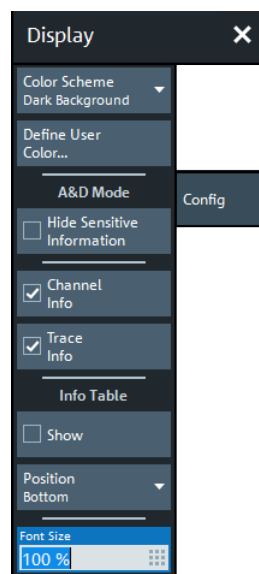 Display
Color Scheme
Dark Background
Define User
Color...
A&D Mode
Hide Sensitive
Information
Config
Channel
Info
Trace
Info
Info Table
Show
Position
Bottom
Font Size
100 %